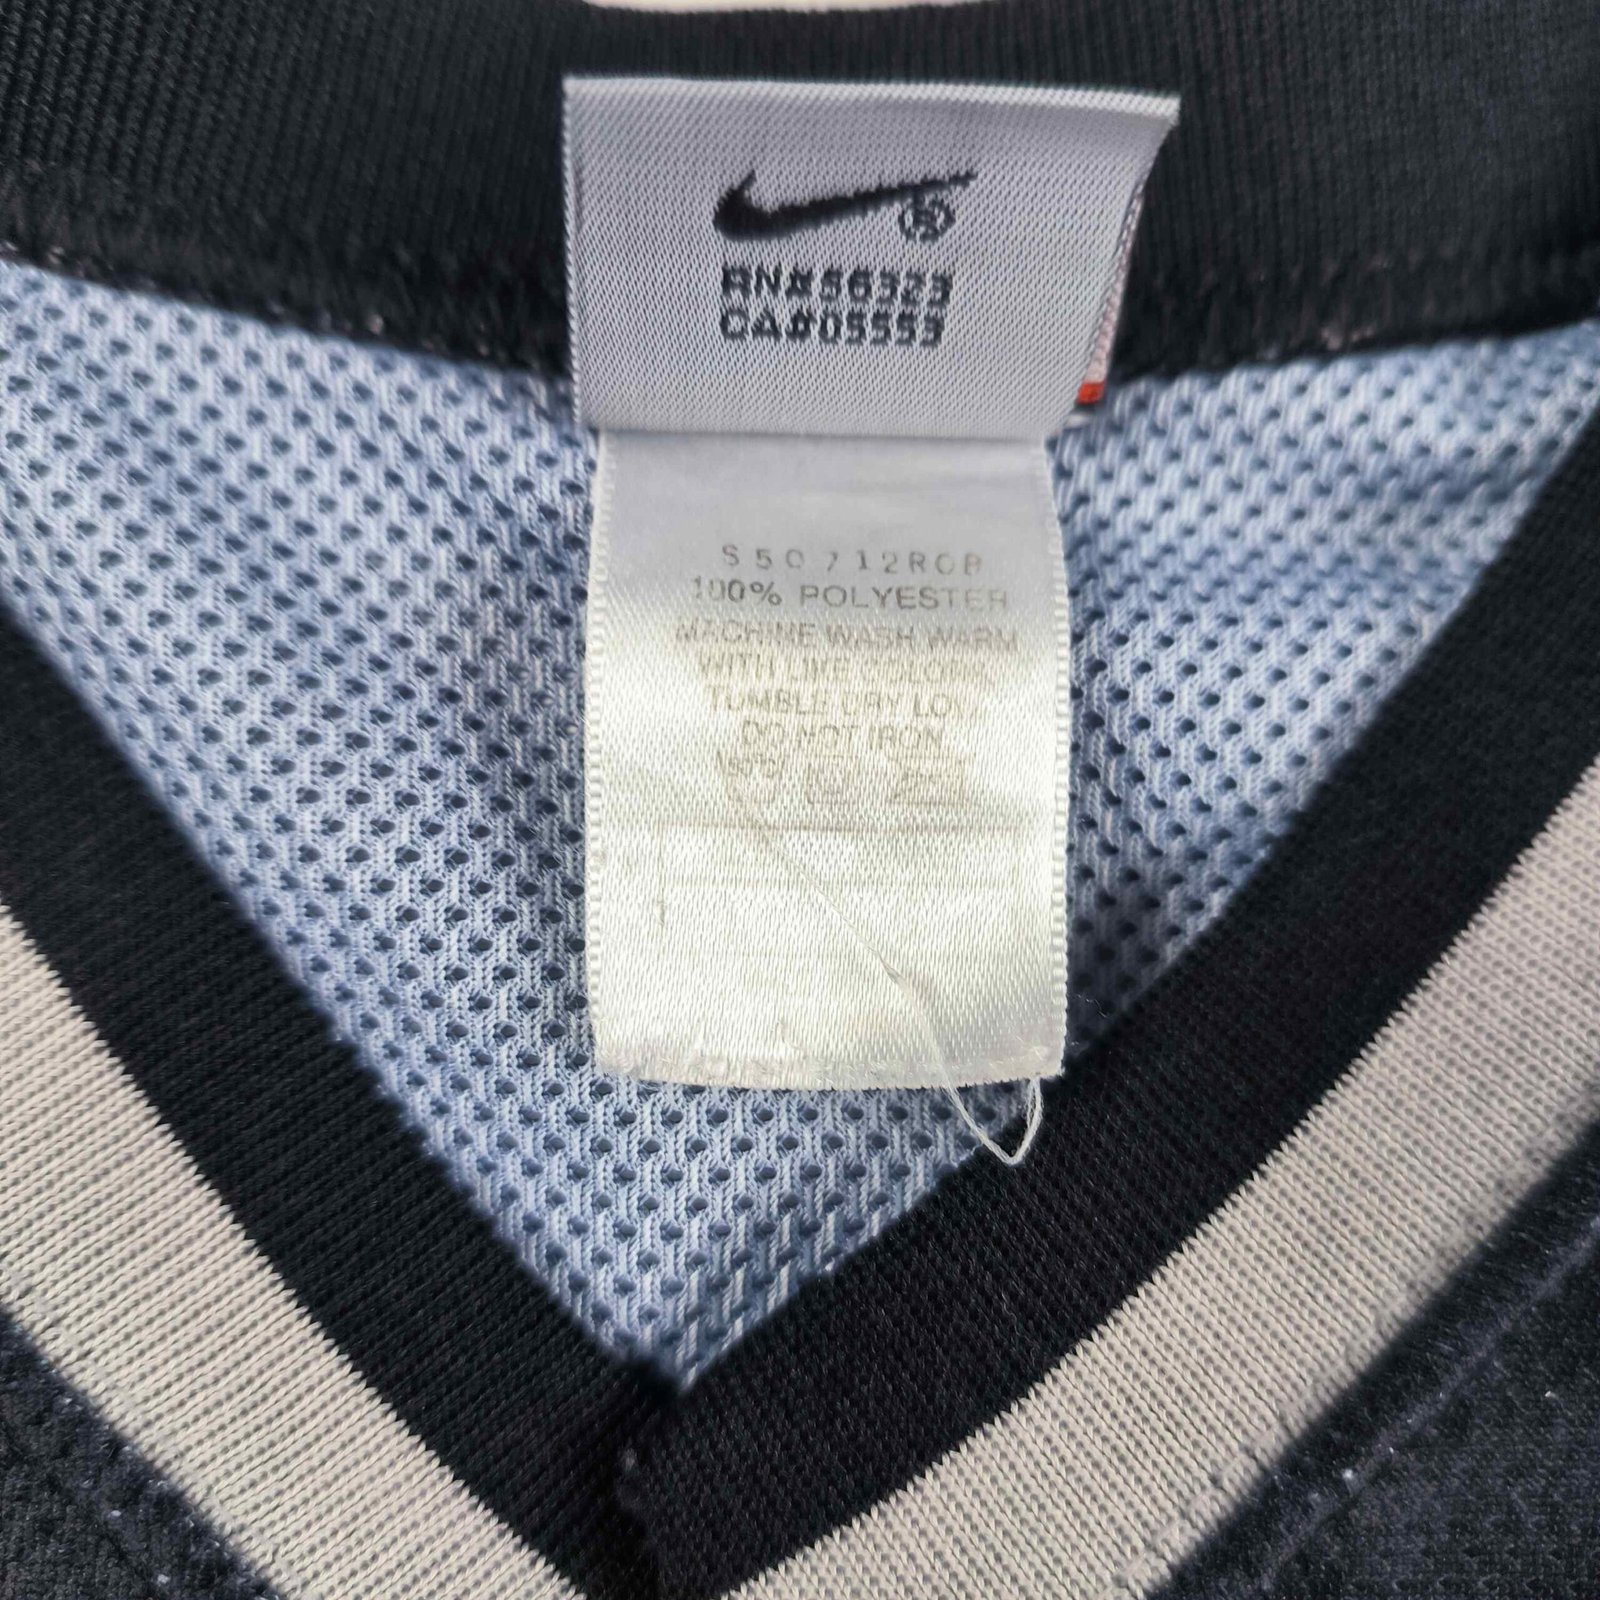 RN#56323
CA#05553
S50712ROB
100% POLYESTER
MACHINE WASH WARM
WITH LIKE COLORS
TUMBLE DRY LOW
DO NOT IRON